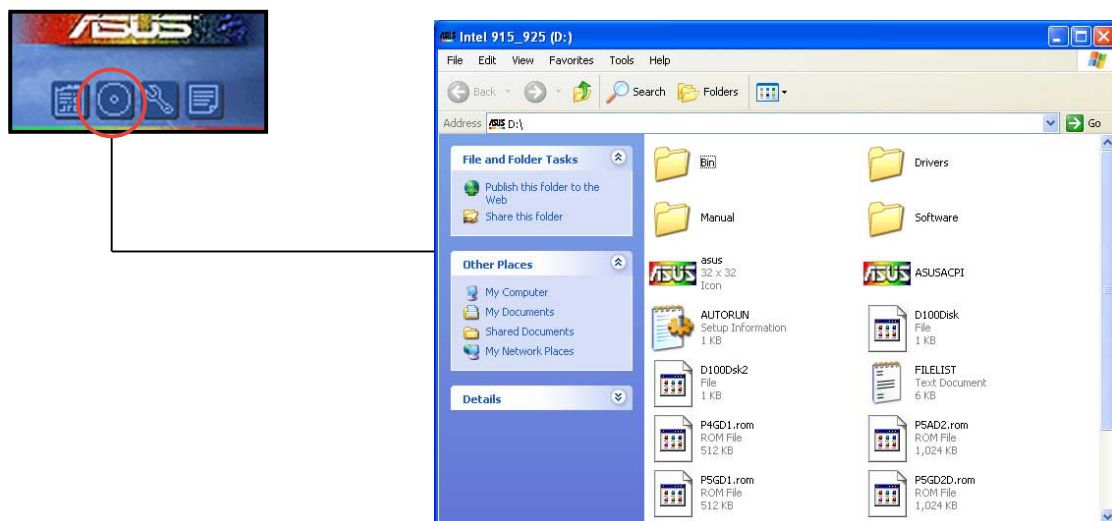 ASUS
Intel 915_925 (D:)
File Edit View Favorites Tools Help
Back Search Folders
Address D:\ Go
File and Folder Tasks
Publish this folder to the
Web
Share this folder
Other Places
My Computer
My Documents
Shared Documents
My Network Places
Details
Bin
Drivers
Manual
Software
ASUS
asus
32 x 32
Icon
ASUS
ASUSACPI
AUTORUN
Setup Information
1 KB
D100Disk
File
1 KB
D100Dsk2
File
1 KB
FILELIST
Text Document
6 KB
P4GD1.rom
ROM File
512 KB
P5AD2.rom
ROM File
1,024 KB
P5GD1.rom
ROM File
512 KB
P5GD2D.rom
ROM File
1,024 KB